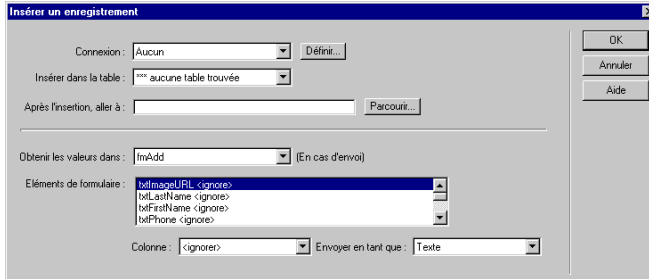 Insérer un enregistrement
Connexion : Aucun Définir... OK
Insérer dans la table : *** aucune table trouvée Annuler
Après l'insertion, aller à : Parcourir... Aide
Obtenir les valeurs dans : fmAdd (En cas d'envoi)
Eléments de formulaire : txtImageURL <ignore>
txtLastName <ignore>
txtFirstName <ignore>
txtPhone <ignore>
Colonne : <ignorer> Envoyer en tant que : Texte